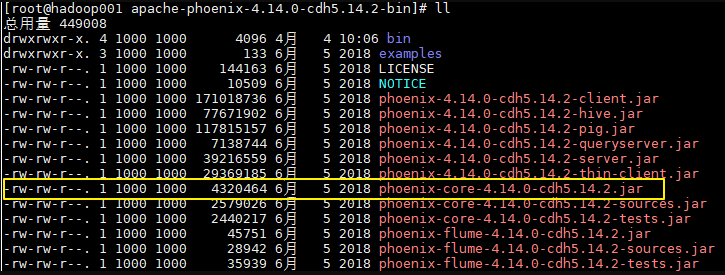 [root@hadoop001 apache-phoenix-4.14.0-cdh5.14.2-bin]# ll
总用量 449008
drwxrwxr-x. 4 1000 1000 4096 4月 4 10:06 bin
drwxrwxr-x. 3 1000 1000 133 6月 5 2018 examples
-rw-rw-r--. 1 1000 1000 144163 6月 5 2018 LICENSE
-rw-rw-r--. 1 1000 1000 10509 6月 5 2018 NOTICE
-rw-rw-r--. 1 1000 1000 171018736 6月 5 2018 phoenix-4.14.0-cdh5.14.2-client.jar
-rw-rw-r--. 1 1000 1000 77671902 6月 5 2018 phoenix-4.14.0-cdh5.14.2-hive.jar
-rw-rw-r--. 1 1000 1000 117815157 6月 5 2018 phoenix-4.14.0-cdh5.14.2-pig.jar
-rw-rw-r--. 1 1000 1000 7138744 6月 5 2018 phoenix-4.14.0-cdh5.14.2-queryserver.jar
-rw-rw-r--. 1 1000 1000 39216559 6月 5 2018 phoenix-4.14.0-cdh5.14.2-server.jar
-rw-rw-r--. 1 1000 1000 29369185 6月 5 2018 phoenix-4.14.0-cdh5.14.2-thin-client.jar
-rw-rw-r--. 1 1000 1000 4320464 6月 5 2018 phoenix-core-4.14.0-cdh5.14.2.jar
-rw-rw-r--. 1 1000 1000 2579026 6月 5 2018 phoenix-core-4.14.0-cdh5.14.2-sources.jar
-rw-rw-r--. 1 1000 1000 2440217 6月 5 2018 phoenix-core-4.14.0-cdh5.14.2-tests.jar
-rw-rw-r--. 1 1000 1000 45751 6月 5 2018 phoenix-flume-4.14.0-cdh5.14.2.jar
-rw-rw-r--. 1 1000 1000 28942 6月 5 2018 phoenix-flume-4.14.0-cdh5.14.2-sources.jar
-rw-rw-r--. 1 1000 1000 35939 6月 5 2018 phoenix-flume-4.14.0-cdh5.14.2-tests.jar